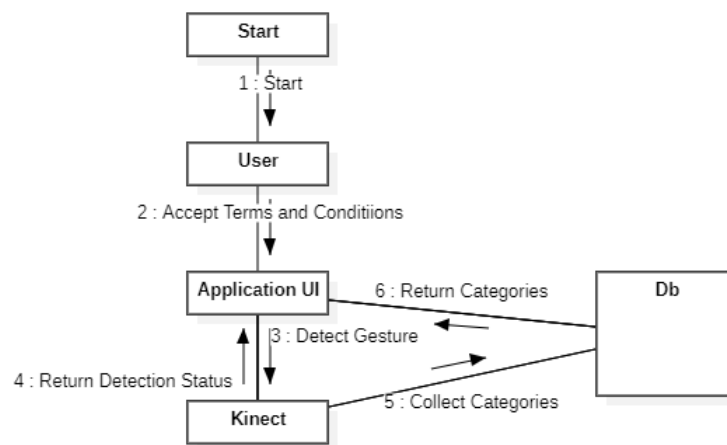 Start
1 : Start
User
2 : Accept Terms and Conditiions
Application UI
6 : Return Categories
Db
3 : Detect Gesture
4 : Return Detection Status
5 : Collect Categories
Kinect